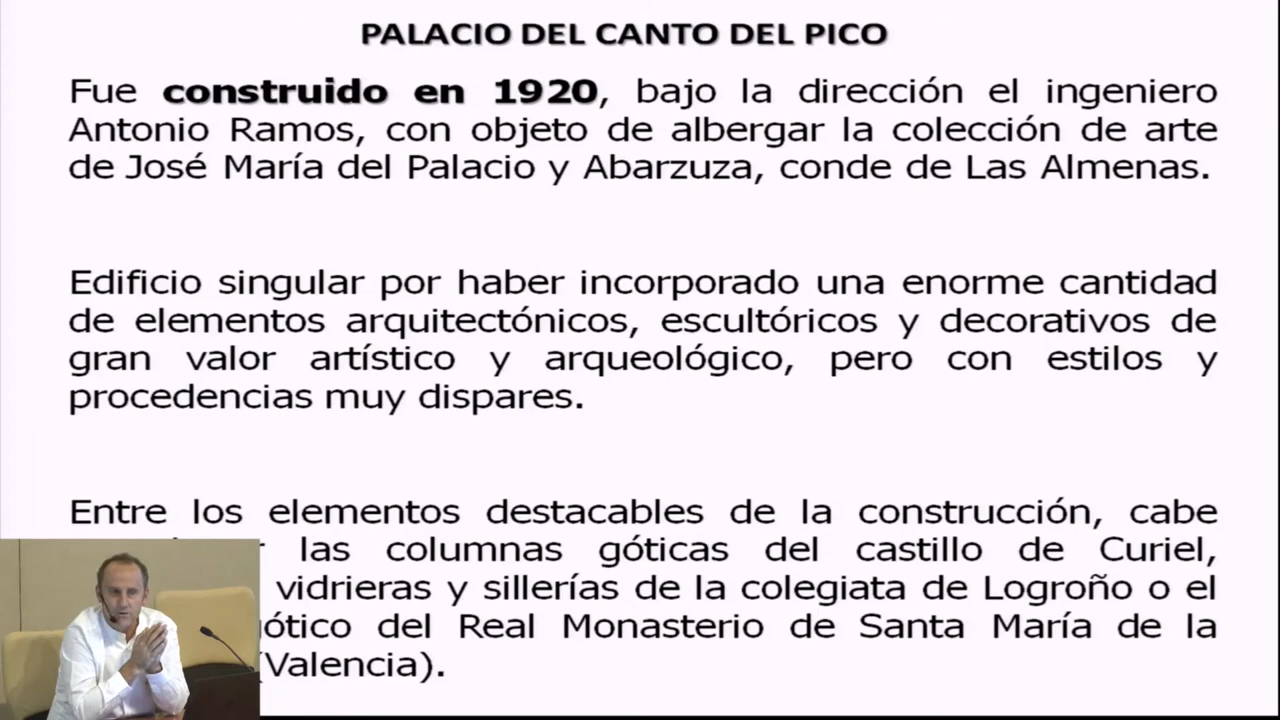 PALACIO DEL CANTO DEL PICO
Fue construido en 1920, bajo la dirección el ingeniero
Antonio Ramos, con objeto de albergar la colección de arte
de José María del Palacio y Abarzuza, conde de Las Almenas.
Edificio singular por haber incorporado una enorme cantidad
de elementos arquitectónicos, escultóricos y decorativos de
gran valor artístico y arqueológico, pero con estilos y
procedencias muy dispares.
Entre los elementos destacables de la construcción, cabe
las columnas góticas del castillo de Curiel,
vidrieras y sillerías de la colegiata de Logroño o el
del Real Monasterio de Santa María de la
(Valencia).